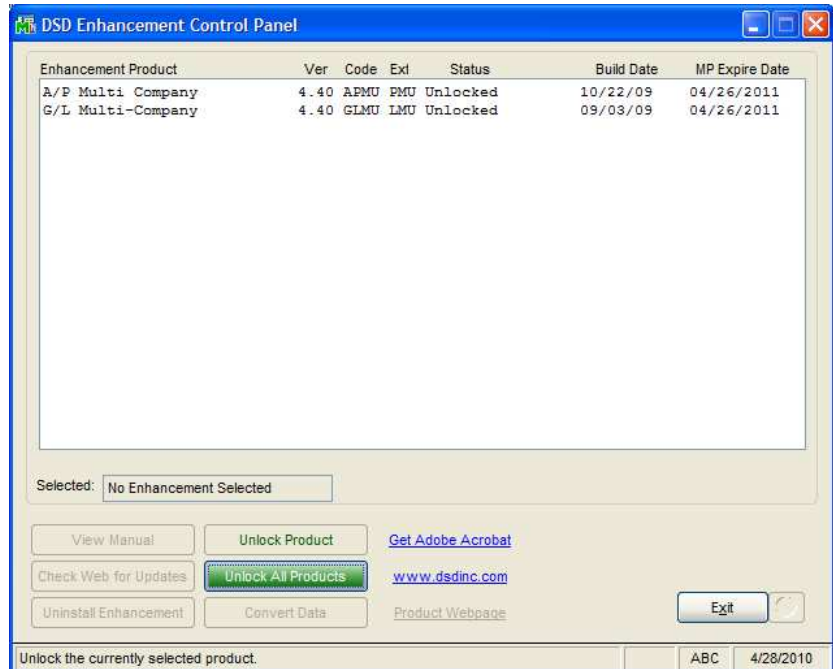 DSD Enhancement Control Panel
Enhancement Product Ver Code Ext Status Build Date MP Expire Date
A/P Multi Company 4.40 APMU PMU Unlocked 10/22/09 04/26/2011
G/L Multi-Company 4.40 GLMU LMU Unlocked 09/03/09 04/26/2011
Selected: No Enhancement Selected
View Manual Unlock Product Get Adobe Acrobat
Check Web for Updates Unlock All Products www.dsdinc.com
Uninstall Enhancement Convert Data Product Webpage Exit
Unlock the currently selected product. ABC 4/28/2010